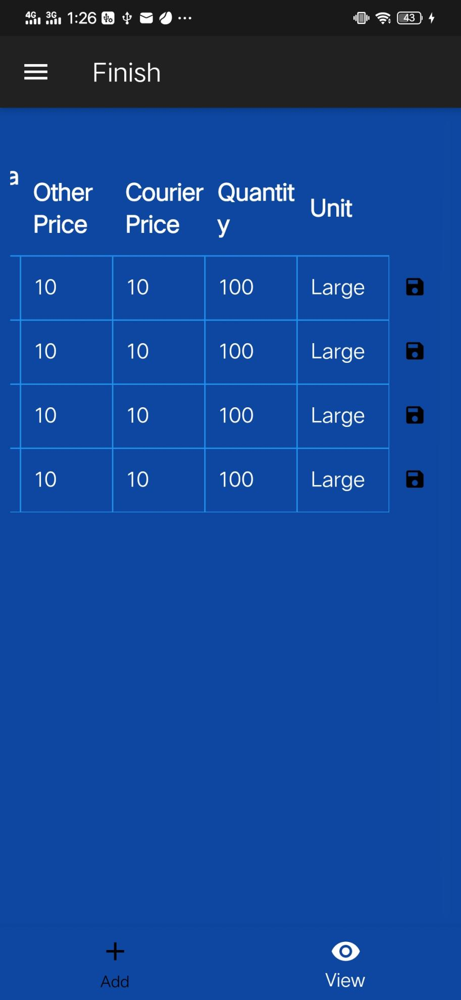 4G 3G 1:26 43
Finish
a
Other Price
Courier Price
Quantit
y
Unit
10 10 100 Large
10 10 100 Large
10 10 100 Large
10 10 100 Large
Add
View